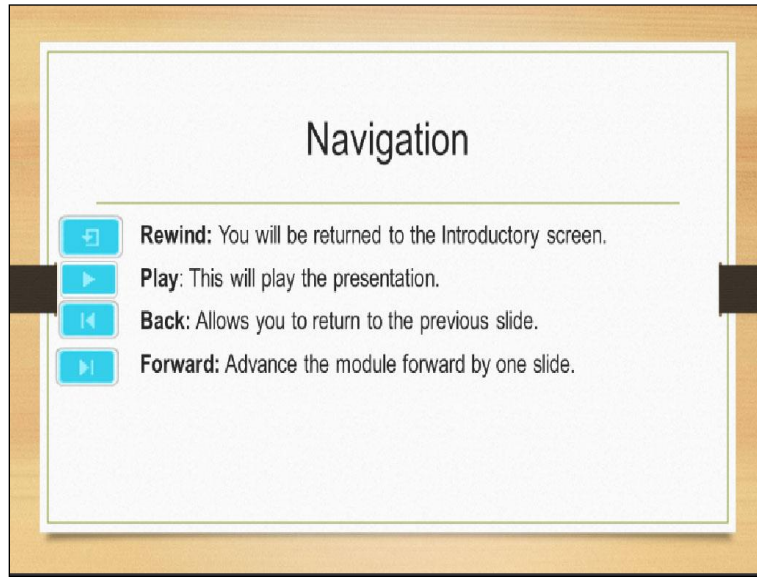 Navigation
Rewind: You will be returned to the Introductory screen.
Play: This will play the presentation.
Back: Allows you to return to the previous slide.
Forward: Advance the module forward by one slide.